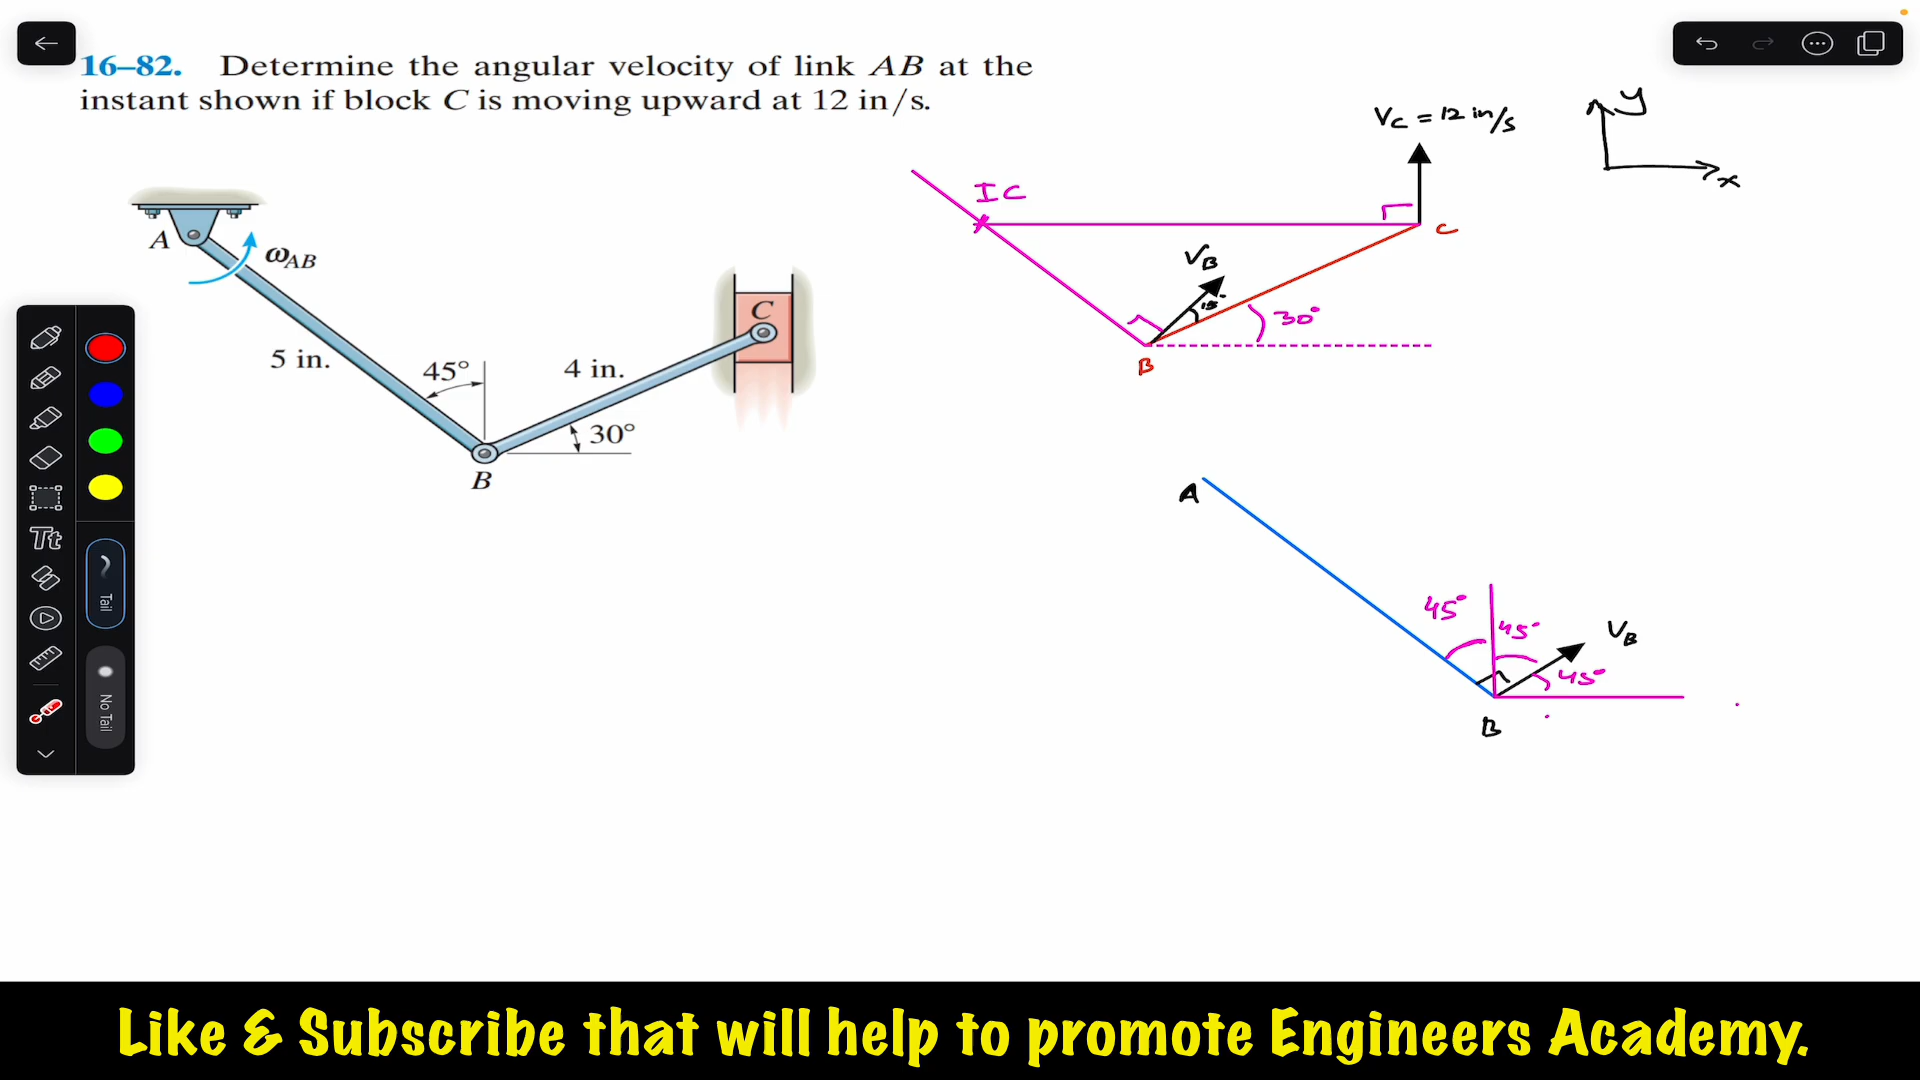 16–82. Determine the angular velocity of link AB at the
instant shown if block C is moving upward at 12 in/s.
A
ωAB
5 in.
45°
4 in.
C
30°
B
Vc = 12 in/s
y
x
IC
C
VB
15°
30°
B
A
45°
45°
VB
45°
B
Tt
Tail
No Tail
Like & Subscribe that will help to promote Engineers Academy.